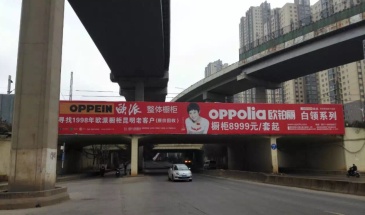 OPPEIN 欧派 整体橱柜
寻找1998年欧派橱柜昆明老客户
oppolia 欧铂丽 白领系列
橱柜8999元/套起